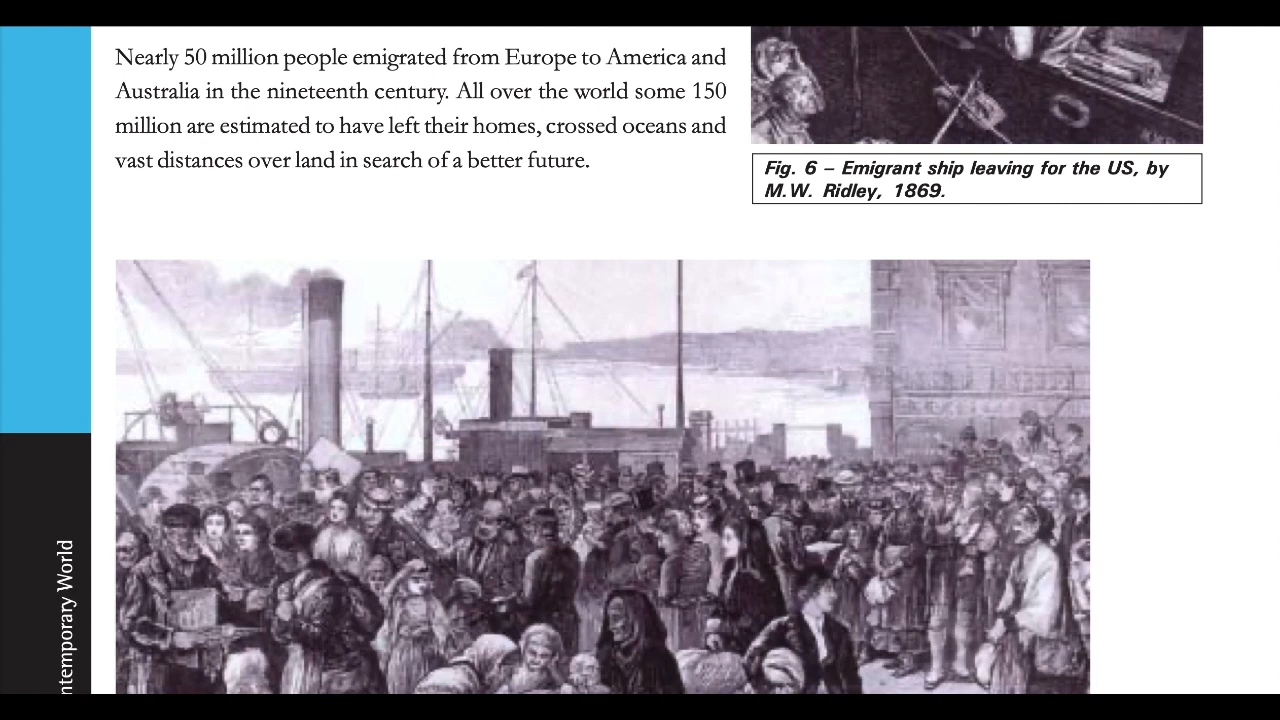 Nearly 50 million people emigrated from Europe to America and
Australia in the nineteenth century. All over the world some 150
million are estimated to have left their homes, crossed oceans and
vast distances over land in search of a better future.
Fig. 6 – Emigrant ship leaving for the US, by
M.W. Ridley, 1869.
ntemporary World